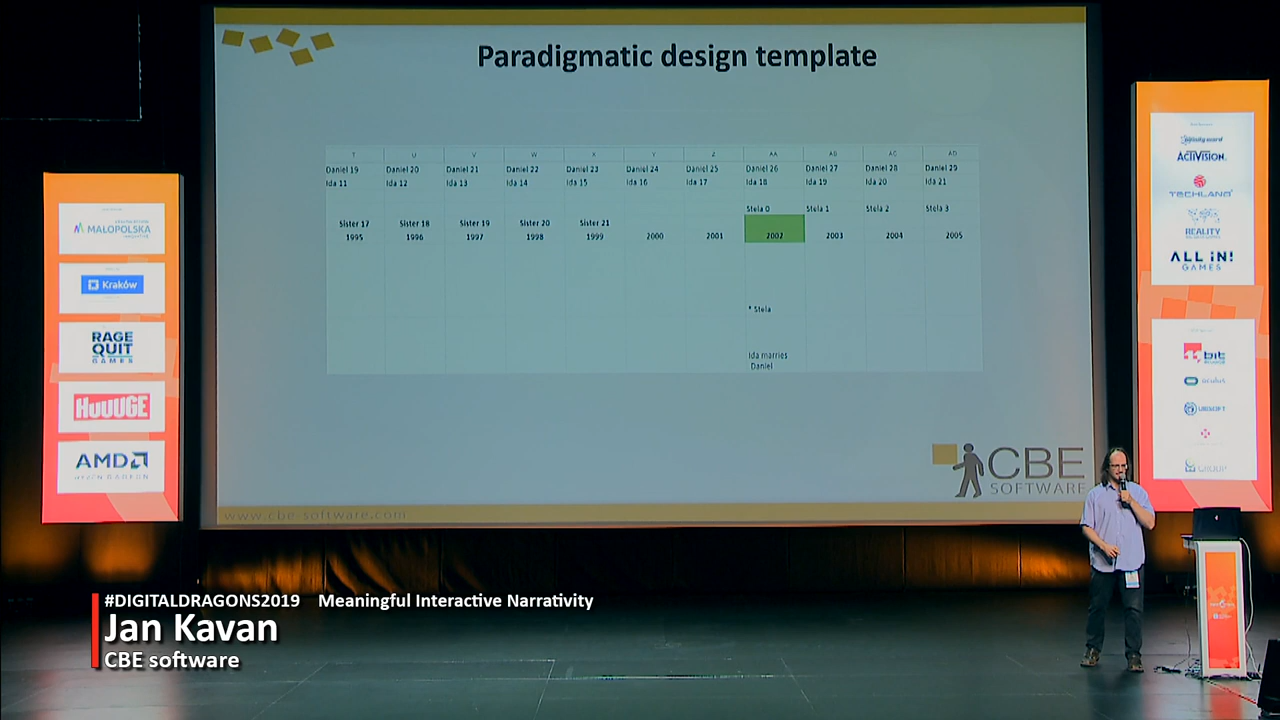 Paradigmatic design template
T U V W X Y Z AA AB AC AD
Daniel 19 Daniel 20 Daniel 21 Daniel 22 Daniel 23 Daniel 24 Daniel 25 Daniel 26 Daniel 27 Daniel 28 Daniel 29
Ida 11 Ida 12 Ida 13 Ida 14 Ida 15 Ida 16 Ida 17 Ida 18 Ida 19 Ida 20 Ida 21
Stela 0 Stela 1 Stela 2 Stela 3
Sister 17 Sister 18 Sister 19 Sister 20 Sister 21
1995 1996 1997 1998 1999 2000 2001 2002 2003 2004 2005
* Stela
Ida marries
Daniel
CBE
SOFTWARE
www.cbe-software.com
MAŁOPOLSKA
Kraków
RAGE
QUIT
GAMES
HUUUGE
AMD
ACTIVISION
TECHLAND
REALITY
ALL iN!
GAMES
11 bit
oculus
UBISOFT
GROUP
#DIGITALDRAGONS2019 Meaningful Interactive Narrativity
Jan Kavan
CBE software